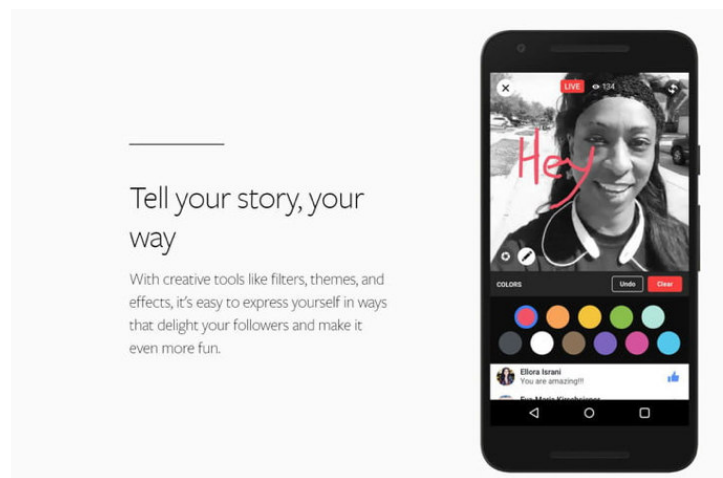 Tell your story, your
way
With creative tools like filters, themes, and
effects, it's easy to express yourself in ways
that delight your followers and make it
even more fun.
LIVE 134
Hey
COLORS Undo Clear
Ellora Israni
You are amazing!!!